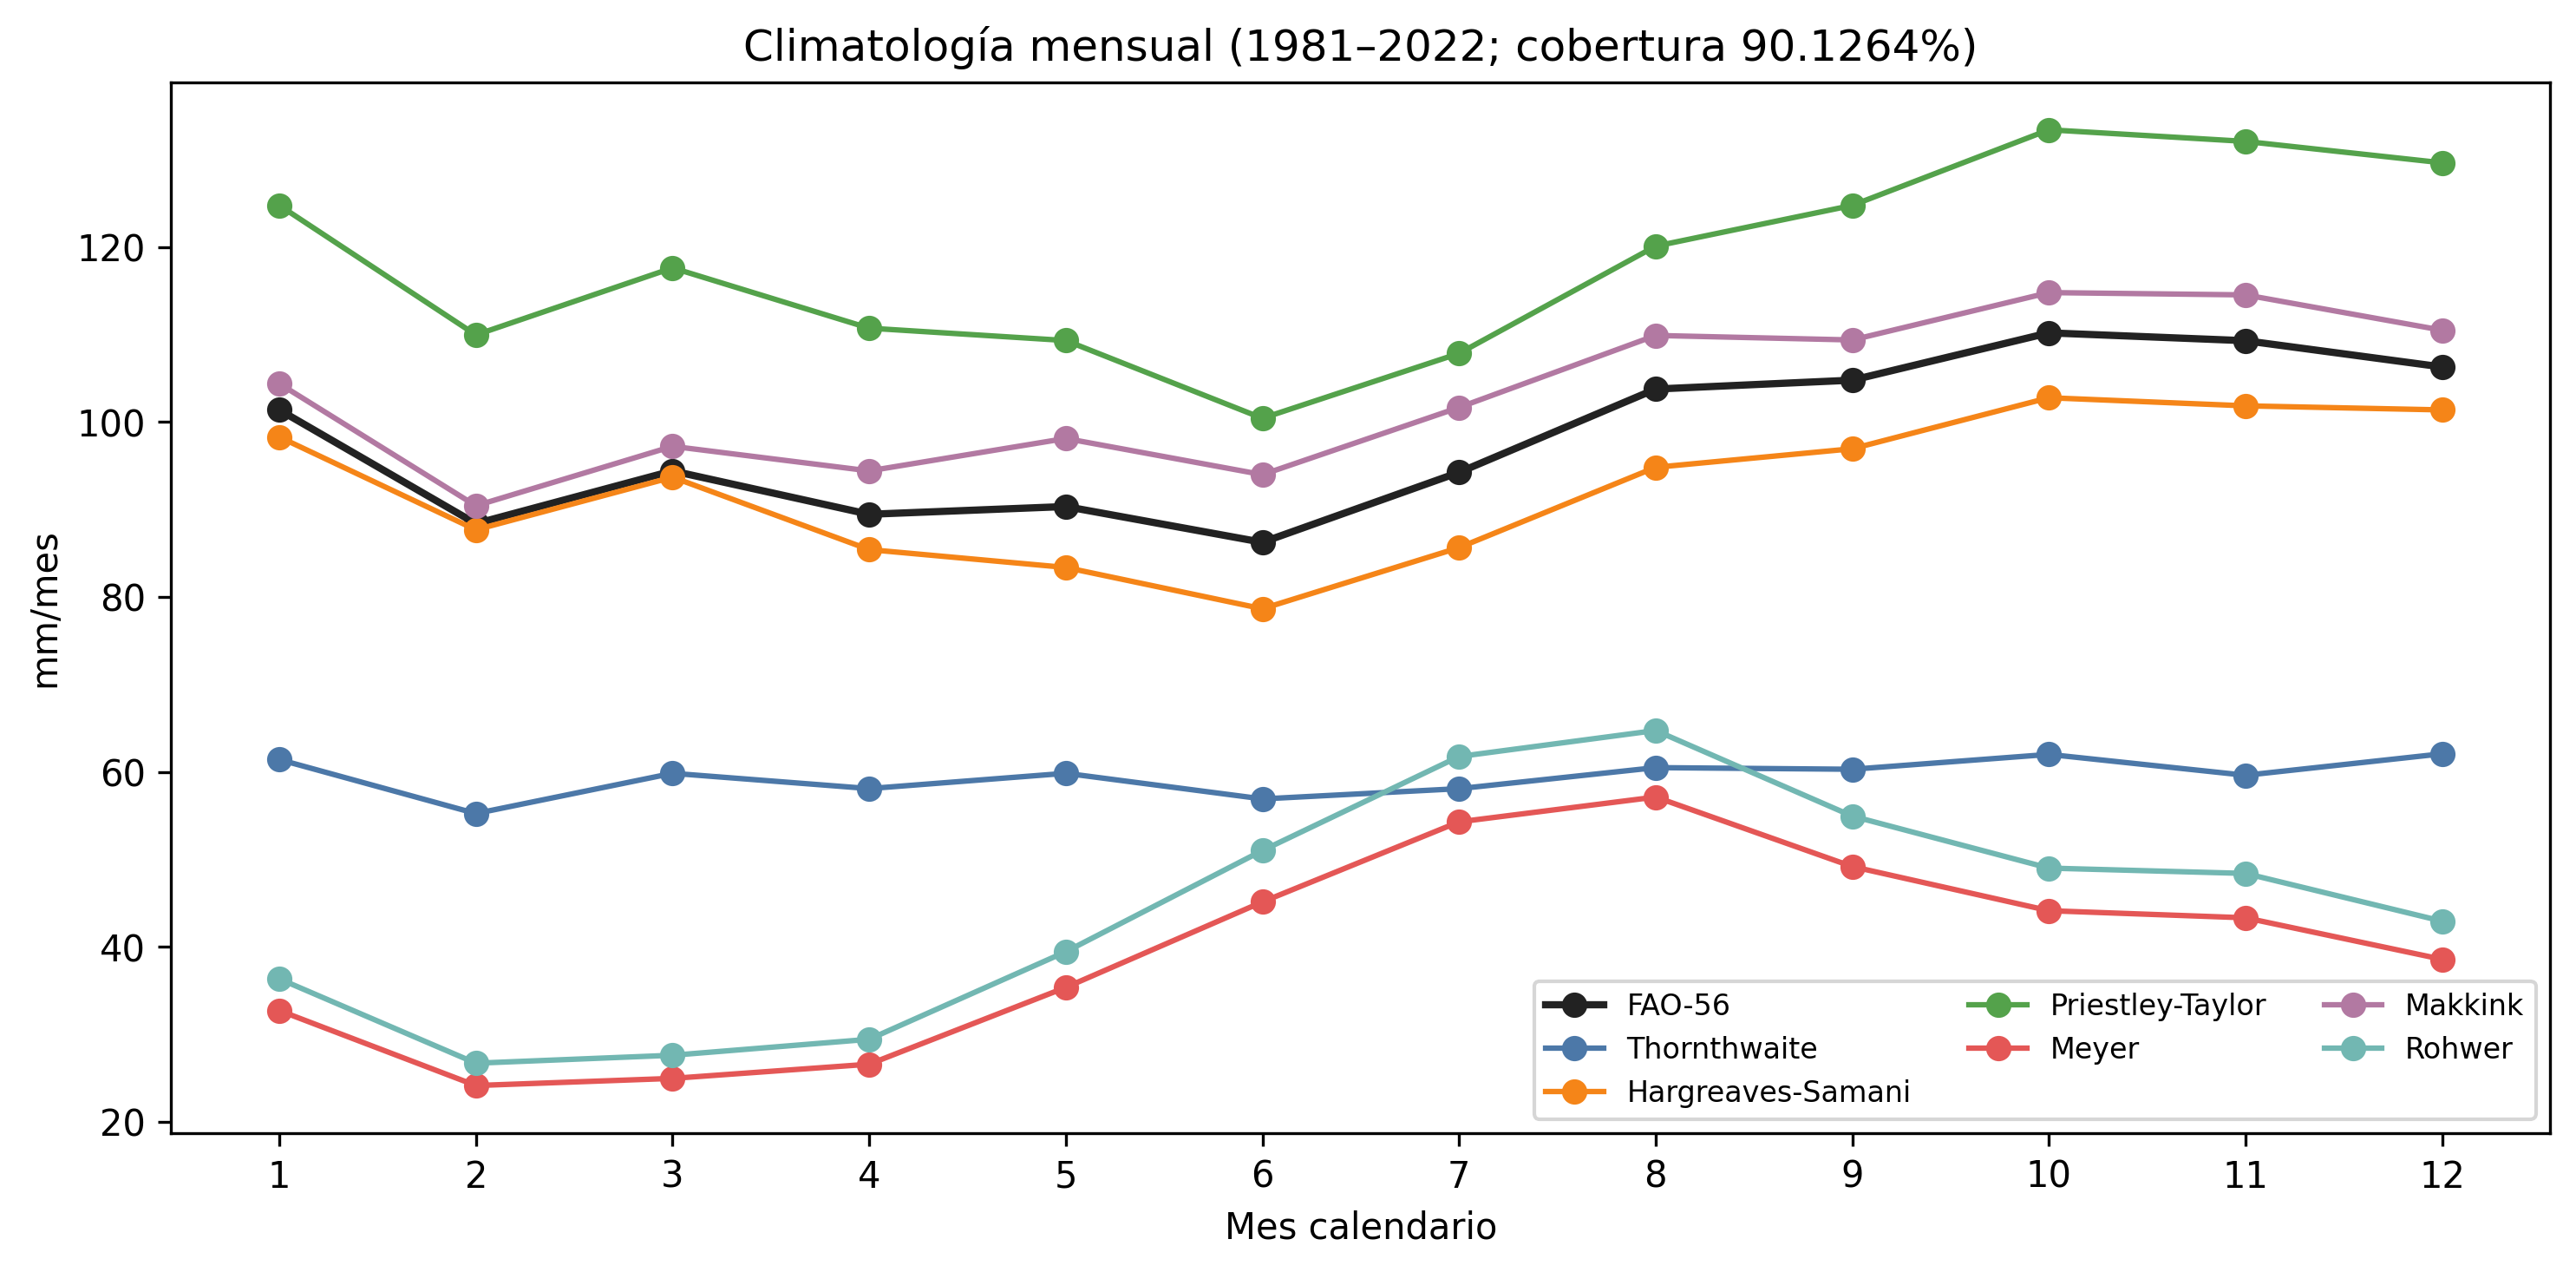 Climatología mensual (1981–2022; cobertura 90.1264%)
mm/mes
120
100
80
60
40
20
1 2 3 4 5 6 7 8 9 10 11 12
Mes calendario
FAO-56
Thornthwaite
Hargreaves-Samani
Priestley-Taylor
Meyer
Makkink
Rohwer